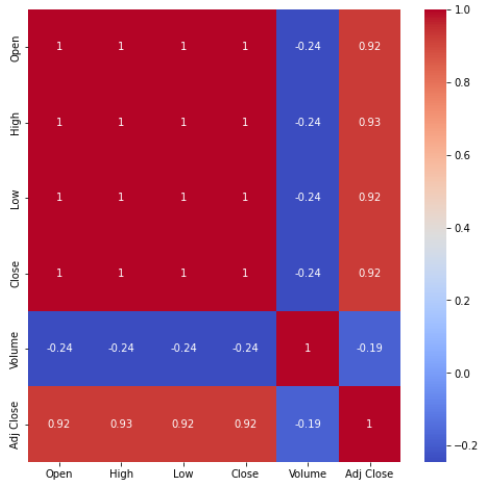 Open 1 1 1 1 -0.24 0.92
High 1 1 1 1 -0.24 0.93
Low 1 1 1 1 -0.24 0.92
Close 1 1 1 1 -0.24 0.92
Volume -0.24 -0.24 -0.24 -0.24 1 -0.19
Adj Close 0.92 0.93 0.92 0.92 -0.19 1
Open High Low Close Volume Adj Close
1.0
0.8
0.6
0.4
0.2
0.0
−0.2